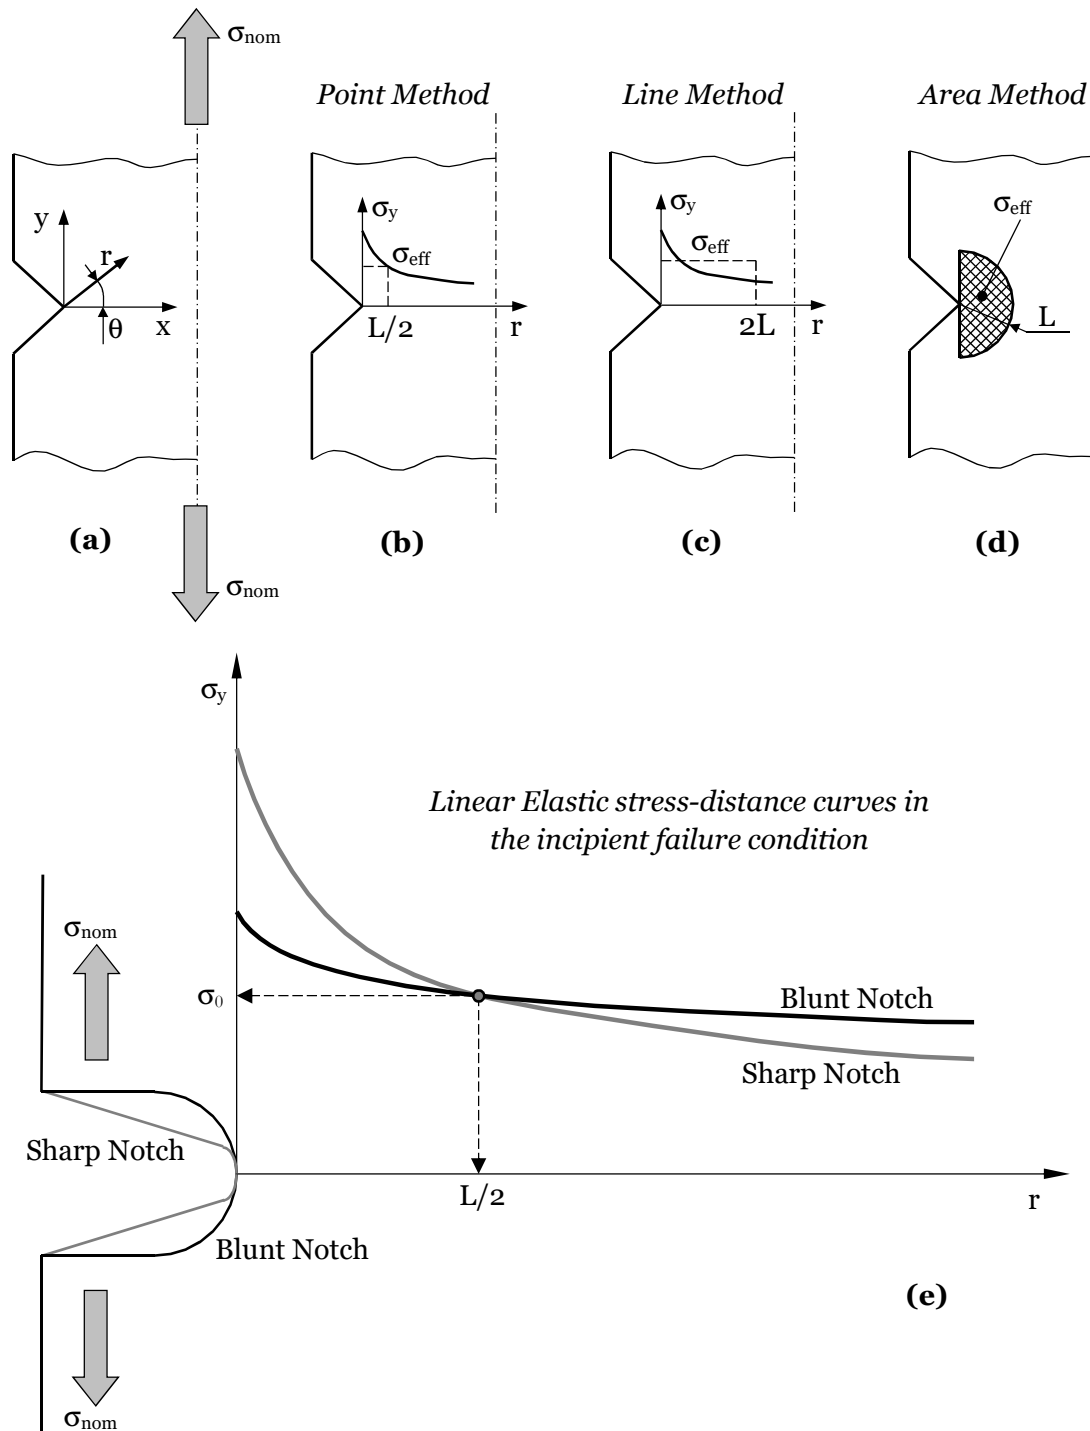 σnom
Point Method
Line Method
Area Method
y
r
θ
x
σy
σeff
L/2
r
σy
σeff
2L
r
σeff
L
(a)
(b)
(c)
(d)
σnom
σy
Linear Elastic stress-distance curves in
the incipient failure condition
σnom
σ0
Blunt Notch
Sharp Notch
Sharp Notch
L/2
r
Blunt Notch
(e)
σnom